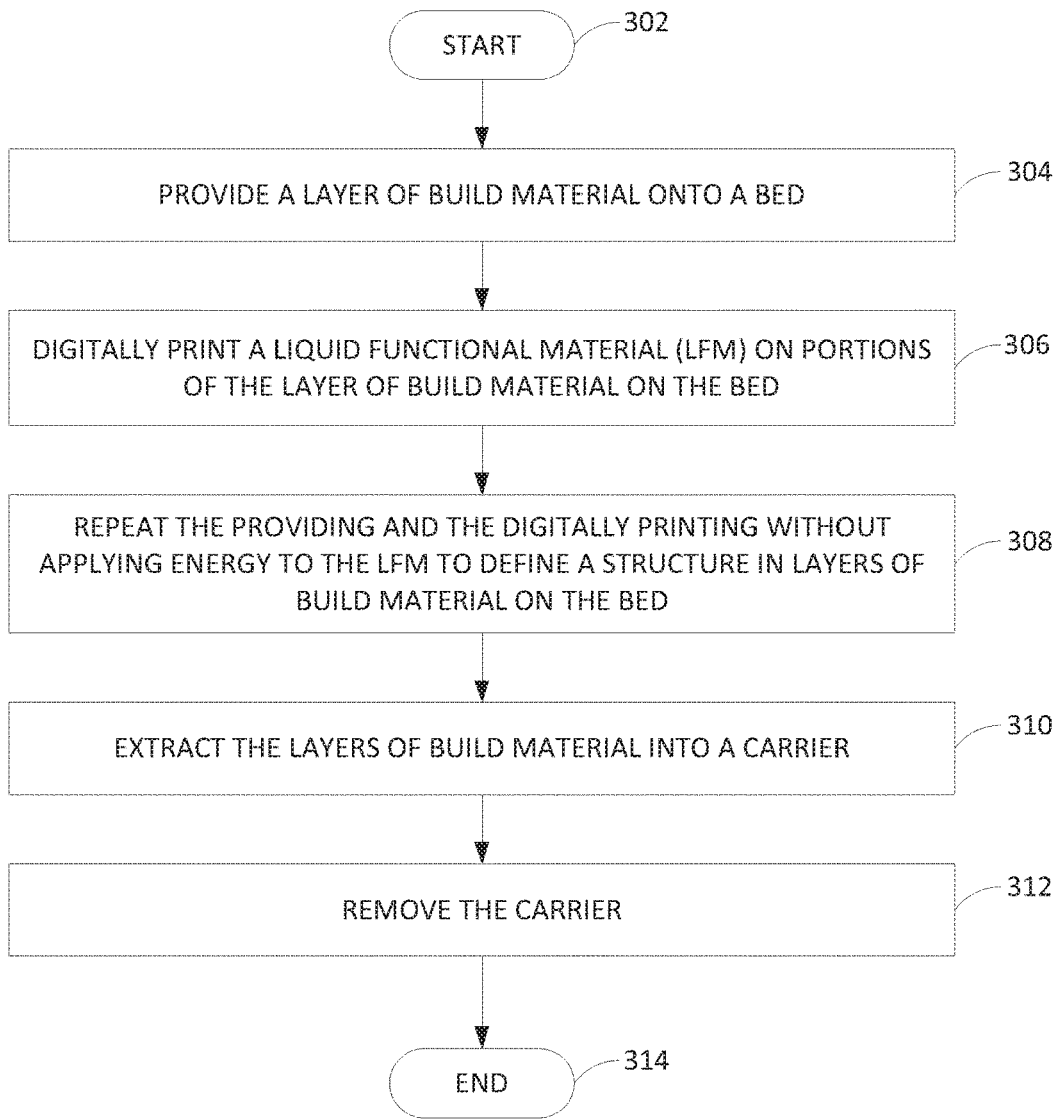 START
302
PROVIDE A LAYER OF BUILD MATERIAL ONTO A BED
304
DIGITALLY PRINT A LIQUID FUNCTIONAL MATERIAL (LFM) ON PORTIONS
OF THE LAYER OF BUILD MATERIAL ON THE BED
306
REPEAT THE PROVIDING AND THE DIGITALLY PRINTING WITHOUT
APPLYING ENERGY TO THE LFM TO DEFINE A STRUCTURE IN LAYERS OF
BUILD MATERIAL ON THE BED
308
EXTRACT THE LAYERS OF BUILD MATERIAL INTO A CARRIER
310
REMOVE THE CARRIER
312
END
314